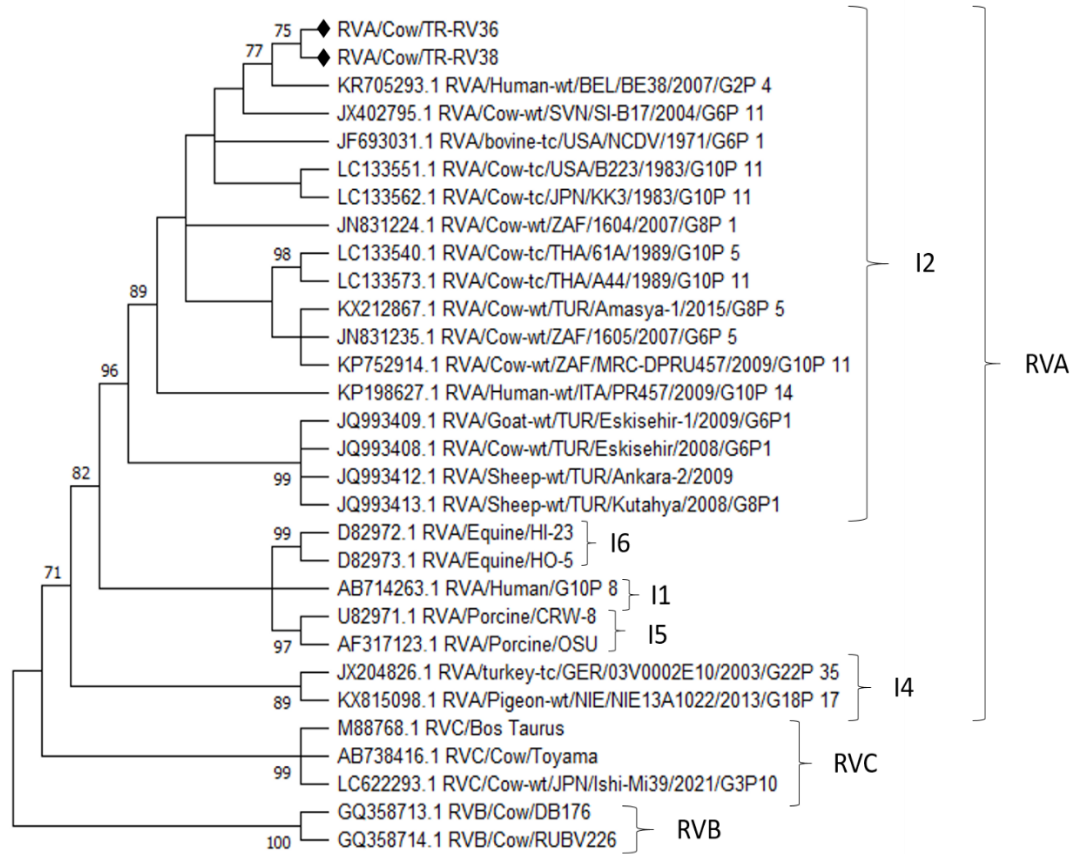 75
RVA/Cow/TR-RV36
77
RVA/Cow/TR-RV38
KR705293.1 RVA/Human-wt/BEL/BE38/2007/G2P 4
JX402795.1 RVA/Cow-wt/SVN/SI-B17/2004/G6P 11
JF693031.1 RVA/bovine-tc/USA/NCDV/1971/G6P 1
LC133551.1 RVA/Cow-tc/USA/B223/1983/G10P 11
LC133562.1 RVA/Cow-tc/JPN/KK3/1983/G10P 11
JN831224.1 RVA/Cow-wt/ZAF/1604/2007/G8P 1
98
LC133540.1 RVA/Cow-tc/THA/61A/1989/G10P 5
I2
LC133573.1 RVA/Cow-tc/THA/A44/1989/G10P 11
89
KX212867.1 RVA/Cow-wt/TUR/Amasya-1/2015/G8P 5
JN831235.1 RVA/Cow-wt/ZAF/1605/2007/G6P 5
KP752914.1 RVA/Cow-wt/ZAF/MRC-DPRU457/2009/G10P 11
RVA
96
KP198627.1 RVA/Human-wt/ITA/PR457/2009/G10P 14
JQ993409.1 RVA/Goat-wt/TUR/Eskisehir-1/2009/G6P1
JQ993408.1 RVA/Cow-wt/TUR/Eskisehir/2008/G6P1
82
99
JQ993412.1 RVA/Sheep-wt/TUR/Ankara-2/2009
JQ993413.1 RVA/Sheep-wt/TUR/Kutahya/2008/G8P1
99
D82972.1 RVA/Equine/HI-23
I6
D82973.1 RVA/Equine/HO-5
71
AB714263.1 RVA/Human/G10P 8
I1
U82971.1 RVA/Porcine/CRW-8
I5
97
AF317123.1 RVA/Porcine/OSU
JX204826.1 RVA/turkey-tc/GER/03V0002E10/2003/G22P 35
I4
89
KX815098.1 RVA/Pigeon-wt/NIE/NIE13A1022/2013/G18P 17
M88768.1 RVC/Bos Taurus
AB738416.1 RVC/Cow/Toyama
RVC
99
LC622293.1 RVC/Cow-wt/JPN/Ishi-Mi39/2021/G3P10
GQ358713.1 RVB/Cow/DB176
RVB
100
GQ358714.1 RVB/Cow/RUBV226